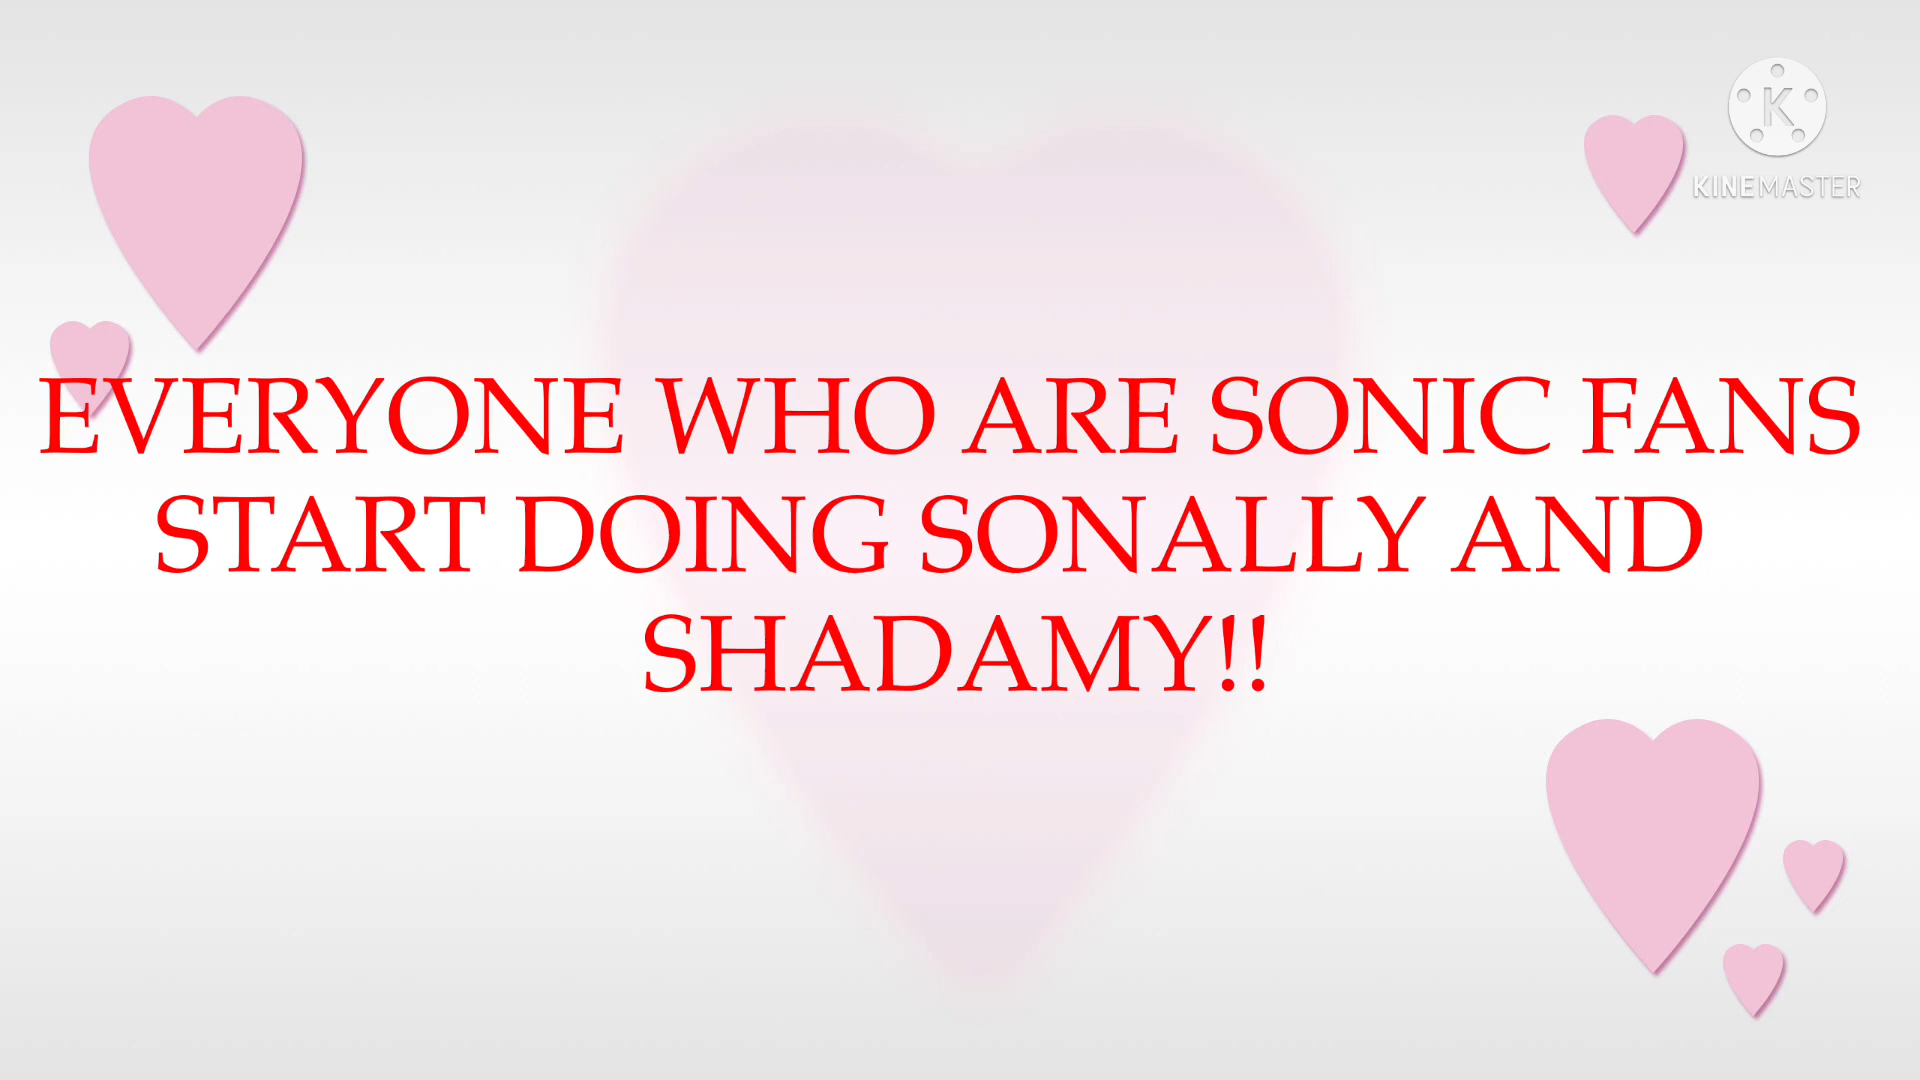 K
KINEMASTER
EVERYONE WHO ARE SONIC FANS
START DOING SONALLY AND
SHADAMY!!